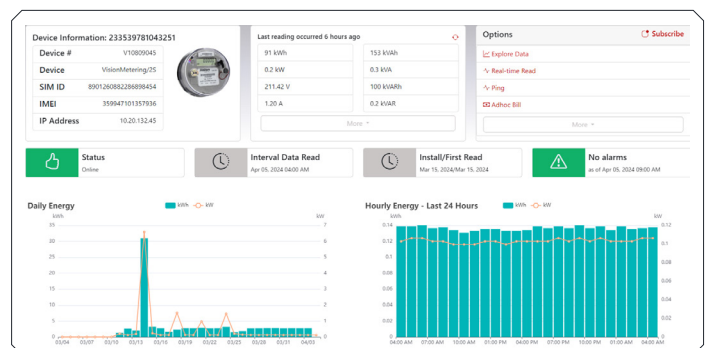 Device Information: 233539781043251
Device # V10809045
Device VisionMetering/2S
SIM ID 8901260882286898454
IMEI 359947101357936
IP Address 10.20.132.45
Last reading occurred 6 hours ago
91 kWh 153 kVAh
0.2 kW 0.3 kVA
211.42 V 100 kVARh
1.20 A 0.2 kVAR
More
Options Subscribe
Explore Data
Real-time Read
Ping
Adhoc Bill
More
Status
Online
Interval Data Read
Apr 05, 2024 04:00 AM
Install/First Read
Mar 15, 2024/Mar 15, 2024
No alarms
as of Apr 05, 2024 09:00 AM
Daily Energy
kWh kW
kWh kW
35 7
30 6
25 5
20 4
15 3
10 2
5 1
0 0
03/04 03/07 03/10 03/13 03/16 03/19 03/22 03/25 03/28 03/31 04/03
Hourly Energy - Last 24 Hours
kWh kW
kWh kW
0.14 0.12
0.12 0.1
0.1 0.08
0.08
0.06 0.06
0.04 0.04
0.02 0.02
0 0
04:00 AM 07:00 AM 10:00 AM 01:00 PM 04:00 PM 07:00 PM 10:00 PM 01:00 AM 04:00 AM